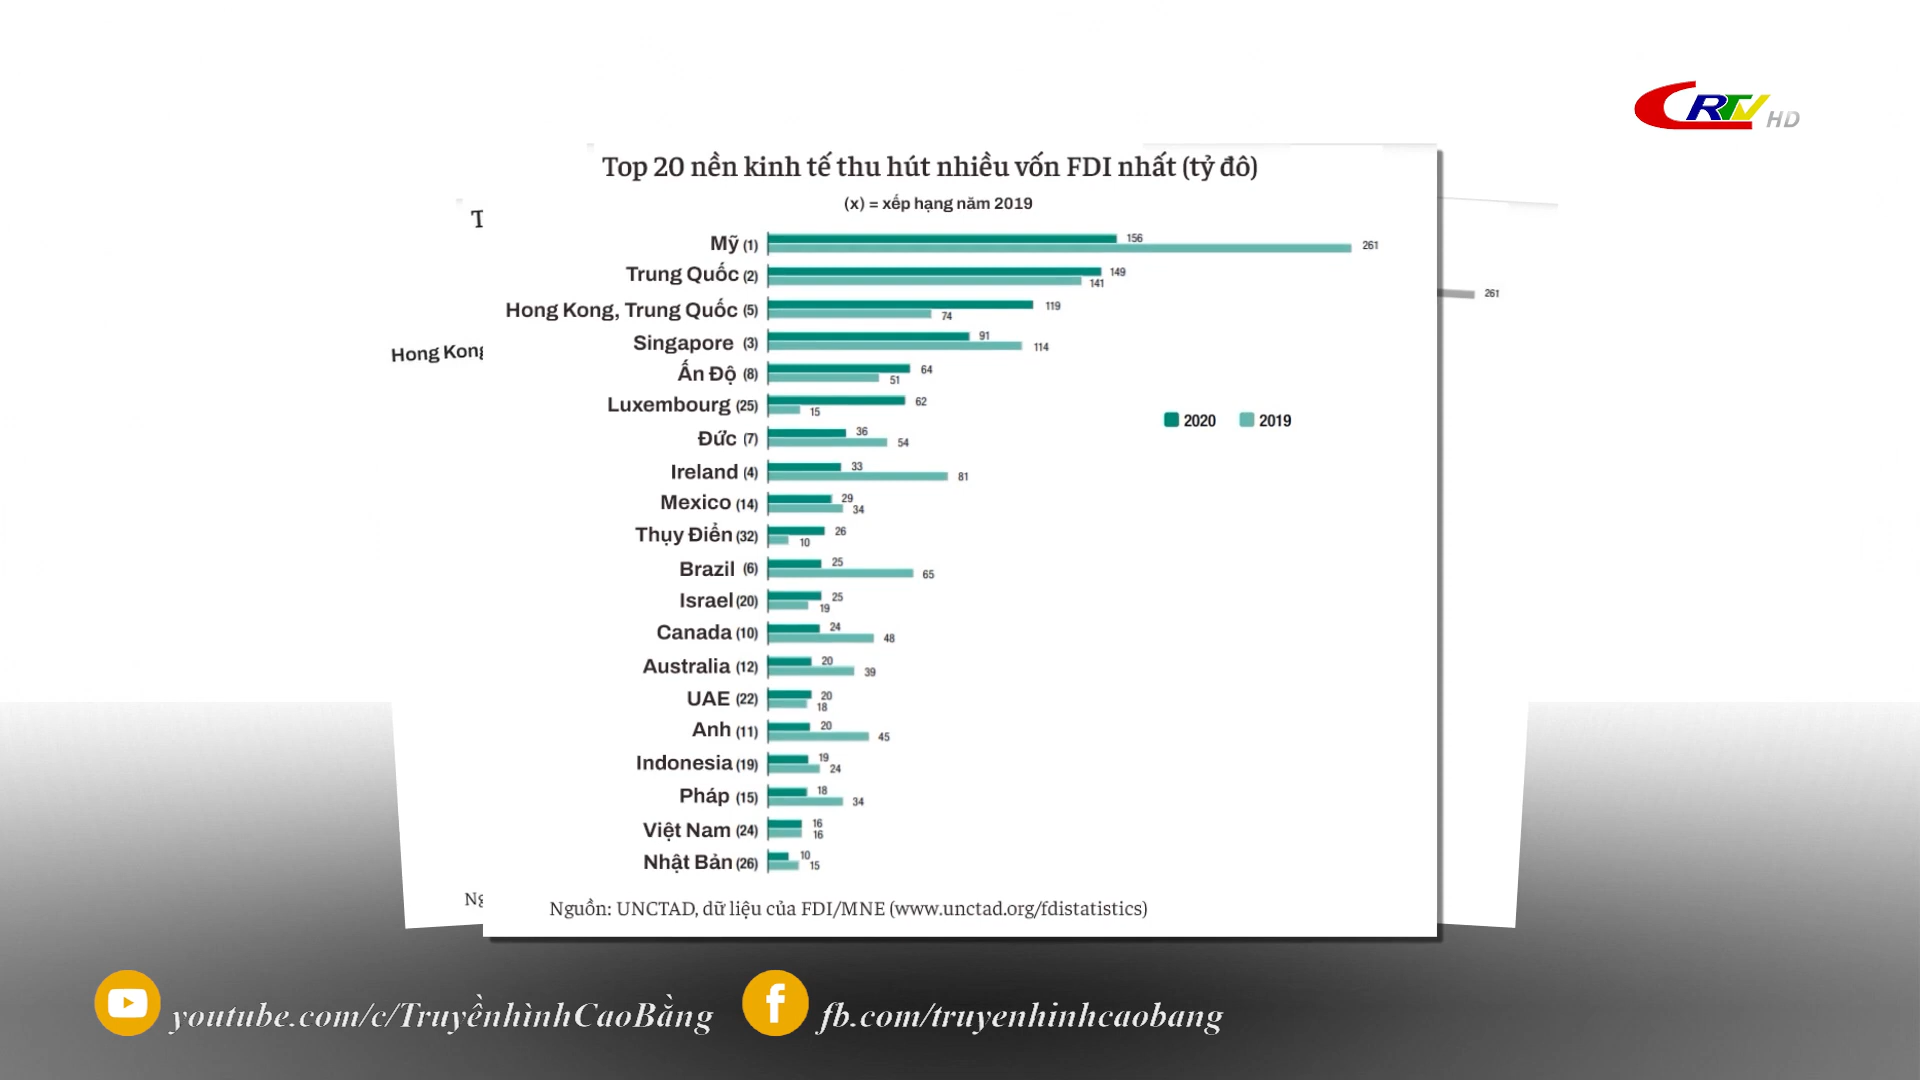 CRTV HD
Top 20 nền kinh tế thu hút nhiều vốn FDI nhất (tỷ đô)
(x) = xếp hạng năm 2019
T
Mỹ (1) 156
261
Trung Quốc (2) 149
141
261
Hong Kong, Trung Quốc (5) 119
74
Singapore (3) 91
114
Hong Kong
Ấn Độ (8) 64
51
Luxembourg (25) 62
15
2020 2019
Đức (7) 36
54
Ireland (4) 33
81
Mexico (14) 29
34
Thụy Điển (32) 26
10
Brazil (6) 25
65
Israel (20) 25
19
Canada (10) 24
48
Australia (12) 20
39
UAE (22) 20
18
Anh (11) 20
45
Indonesia (19) 19
24
Pháp (15) 18
34
Việt Nam (24) 16
16
Nhật Bản (26) 10
15
Ng
Nguồn: UNCTAD, dữ liệu của FDI/MNE (www.unctad.org/fdistatistics)
youtube.com/c/TruyềnhìnhCaoBằng fb.com/truyenhinhcaobang